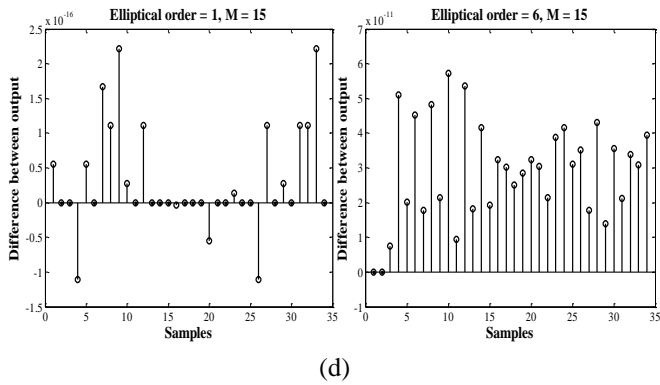 Elliptical order = 1, M = 15
x 10^-16
2.5
2
1.5
1
0.5
0
-0.5
-1
-1.5
0 5 10 15 20 25 30 35
Samples
Difference between output
Elliptical order = 6, M = 15
x 10^-11
7
6
5
4
3
2
1
0
-1
0 5 10 15 20 25 30 35
Samples
Difference between output
(d)